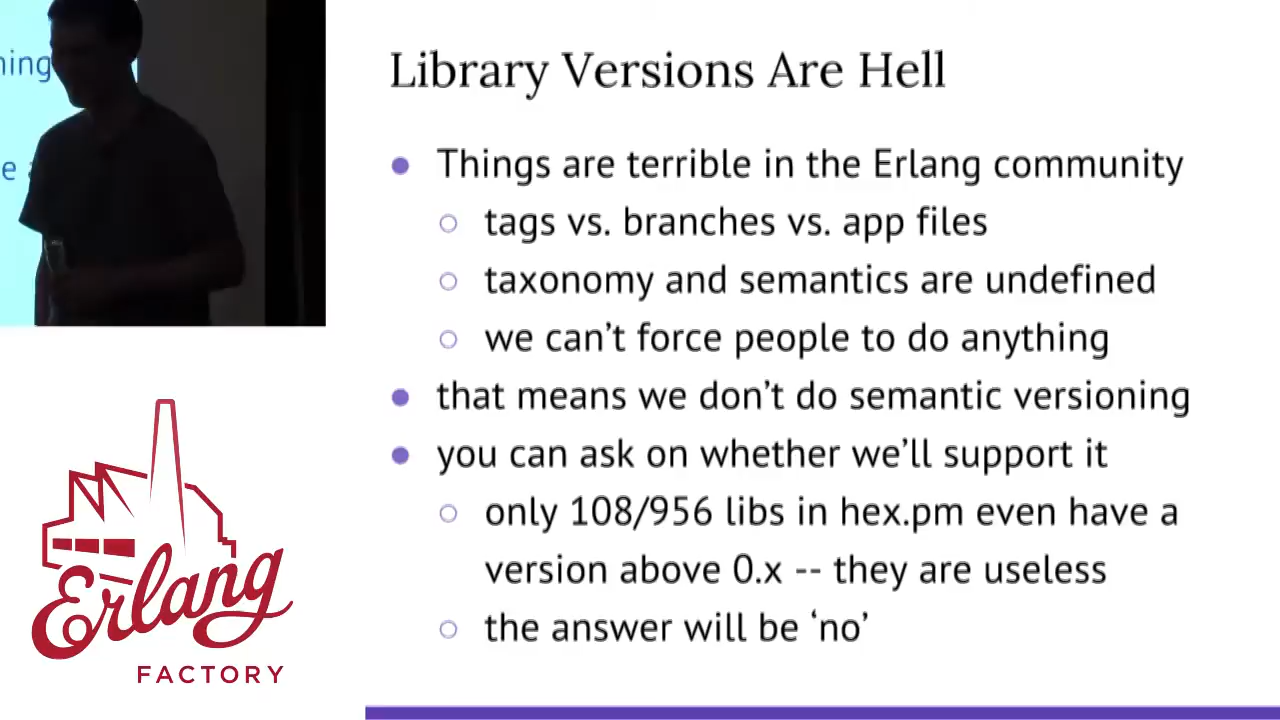 ning
e a
Library Versions Are Hell
Things are terrible in the Erlang community
tags vs. branches vs. app files
taxonomy and semantics are undefined
we can’t force people to do anything
that means we don’t do semantic versioning
you can ask on whether we’ll support it
only 108/956 libs in hex.pm even have a
version above 0.x -- they are useless
the answer will be ‘no’
Erlang
FACTORY